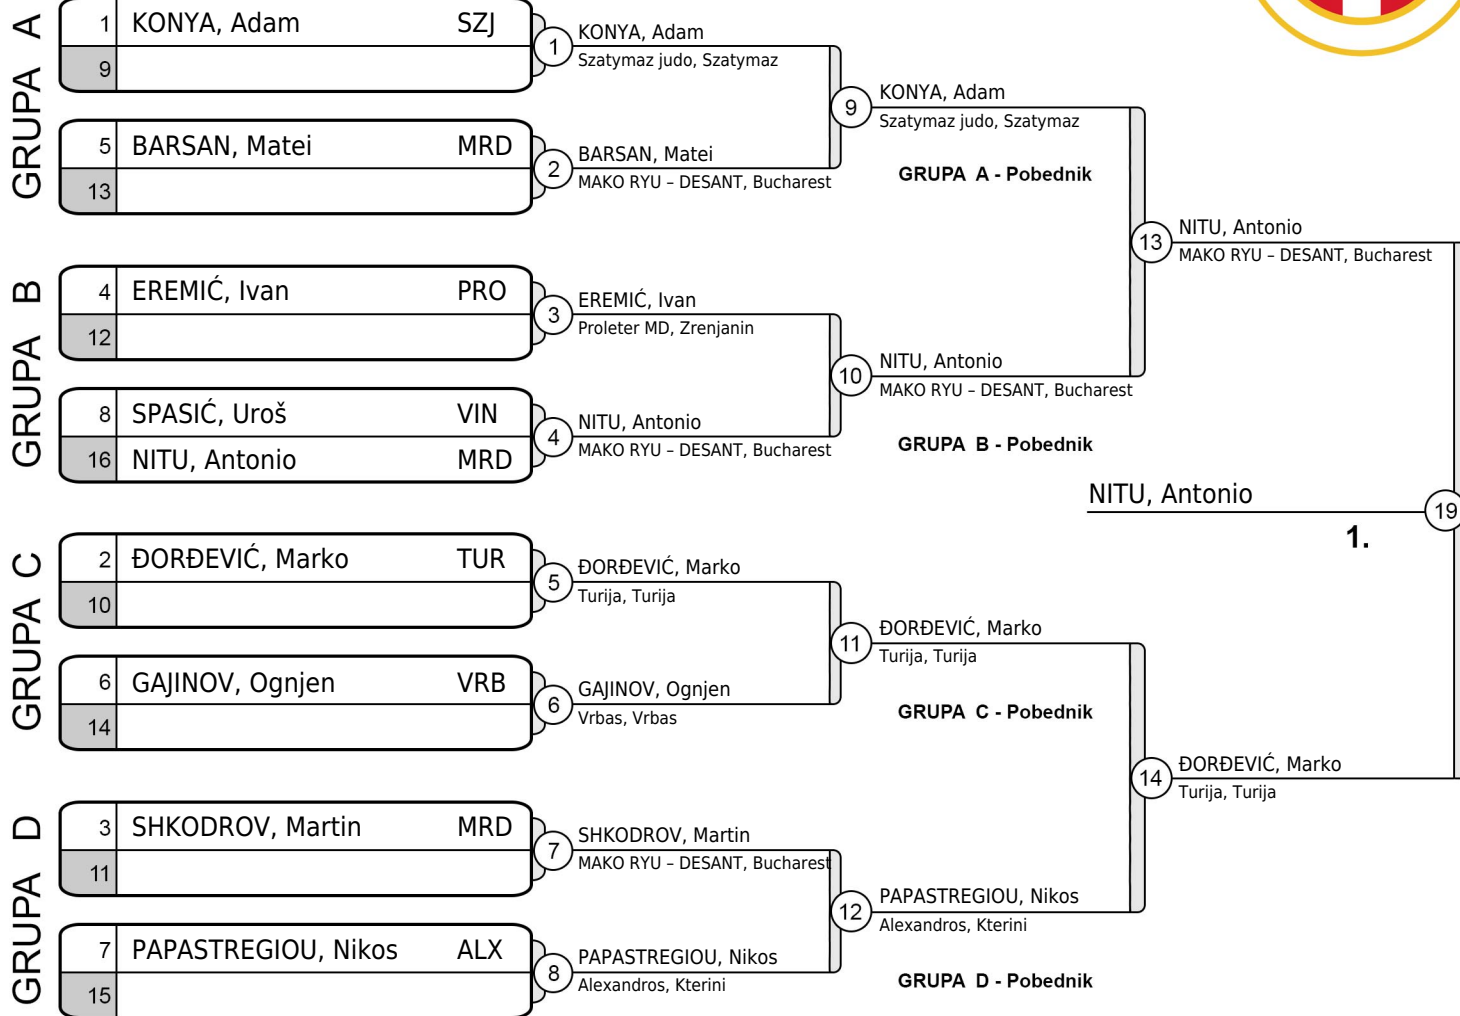 GRUPA A
1 KONYA, Adam SZJ
9
5 BARSAN, Matei MRD
13
GRUPA B
4 EREMIĆ, Ivan PRO
12
8 SPASIĆ, Uroš VIN
16 NITU, Antonio MRD
GRUPA C
2 ĐORĐEVIĆ, Marko TUR
10
6 GAJINOV, Ognjen VRB
14
GRUPA D
3 SHKODROV, Martin MRD
11
7 PAPASTREGIOU, Nikos ALX
15
1 KONYA, Adam
Szatymaz judo, Szatymaz
2 BARSAN, Matei
MAKO RYU – DESANT, Bucharest
3 EREMIĆ, Ivan
Proleter MD, Zrenjanin
4 NITU, Antonio
MAKO RYU – DESANT, Bucharest
5 ĐORĐEVIĆ, Marko
Turija, Turija
6 GAJINOV, Ognjen
Vrbas, Vrbas
7 SHKODROV, Martin
MAKO RYU – DESANT, Bucharest
8 PAPASTREGIOU, Nikos
Alexandros, Kterini
9 KONYA, Adam
Szatymaz judo, Szatymaz
GRUPA A - Pobednik
10 NITU, Antonio
MAKO RYU – DESANT, Bucharest
GRUPA B - Pobednik
11 ĐORĐEVIĆ, Marko
Turija, Turija
GRUPA C - Pobednik
12 PAPASTREGIOU, Nikos
Alexandros, Kterini
GRUPA D - Pobednik
13 NITU, Antonio
MAKO RYU – DESANT, Bucharest
14 ĐORĐEVIĆ, Marko
Turija, Turija
NITU, Antonio 19
1.